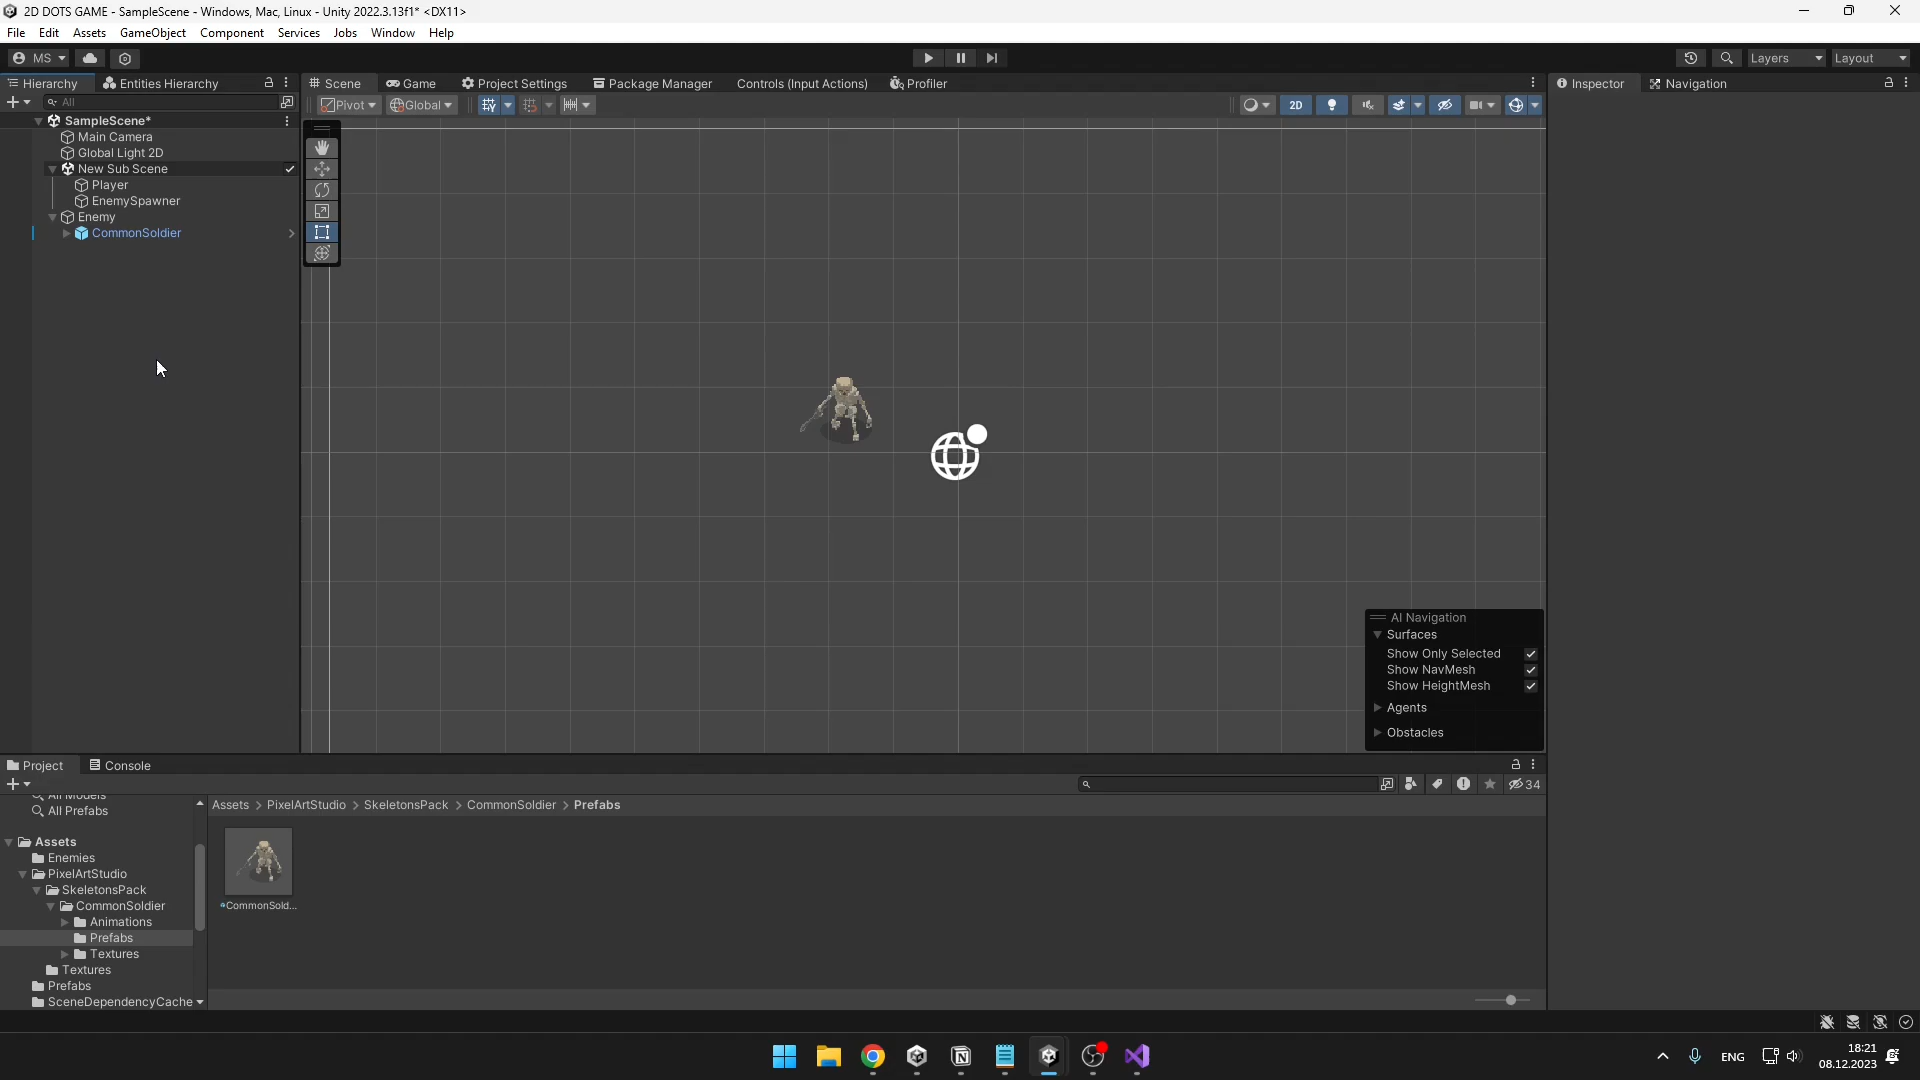 2D DOTS GAME - SampleScene - Windows, Mac, Linux - Unity 2022.3.13f1* <DX11>
File Edit Assets GameObject Component Services Jobs Window Help
MS Layers Layout
Hierarchy Entities Hierarchy Scene Game Project Settings Package Manager Controls (Input Actions) Profiler Inspector Navigation
All Pivot Global 2D
SampleScene*
Main Camera
Global Light 2D
New Sub Scene
Player
EnemySpawner
Enemy
CommonSoldier
AI Navigation
Surfaces
Show Only Selected
Show NavMesh
Show HeightMesh
Agents
Obstacles
Project Console
34
All Models
All Prefabs
Assets > PixelArtStudio > SkeletonsPack > CommonSoldier > Prefabs
Assets
Enemies
PixelArtStudio
SkeletonsPack
CommonSoldier
Animations
Prefabs
Textures
Textures
Prefabs
SceneDependencyCache
CommonSold...
ENG
18:21
08.12.2023